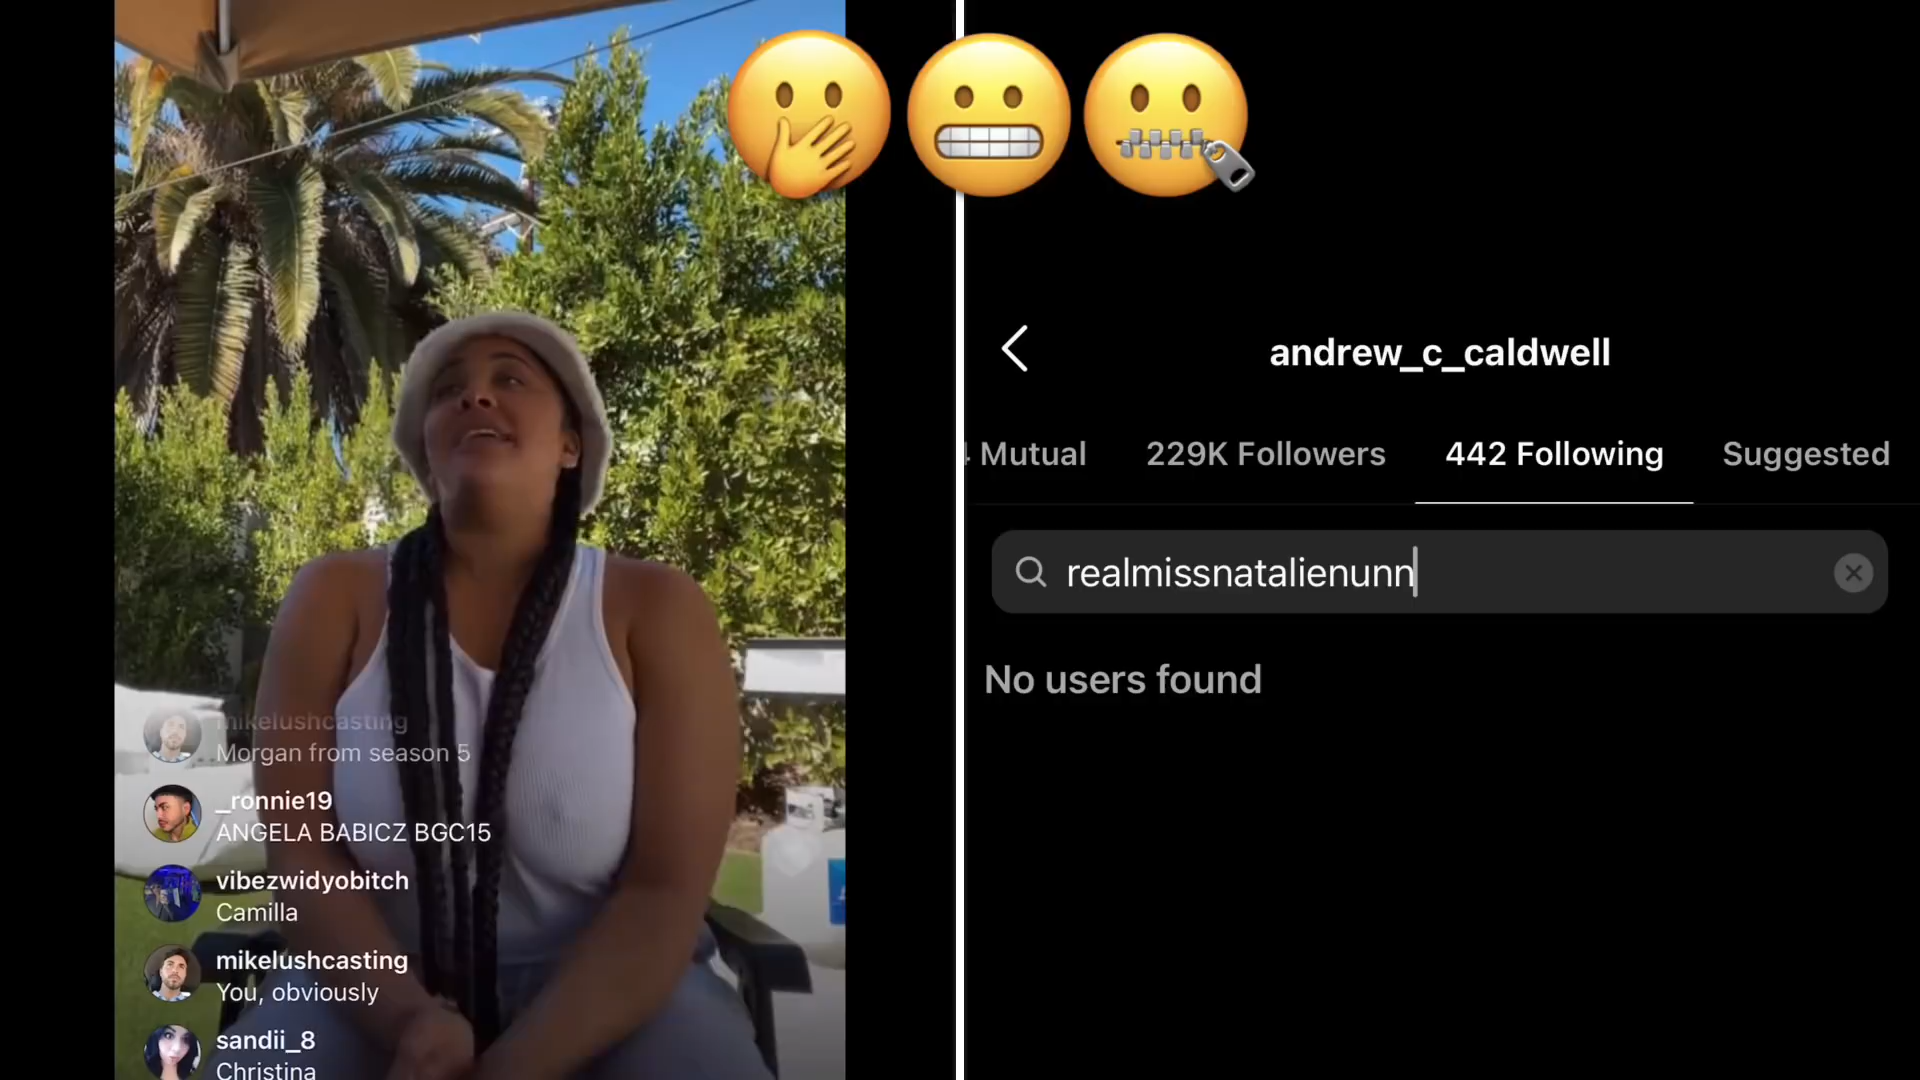 mikelushcasting
Morgan from season 5
_ronnie19
ANGELA BABICZ BGC15
vibezwidyobitch
Camilla
mikelushcasting
You, obviously
sandii_8
Christina
andrew_c_caldwell
Mutual
229K Followers
442 Following
Suggested
realmissnatalienunn
No users found